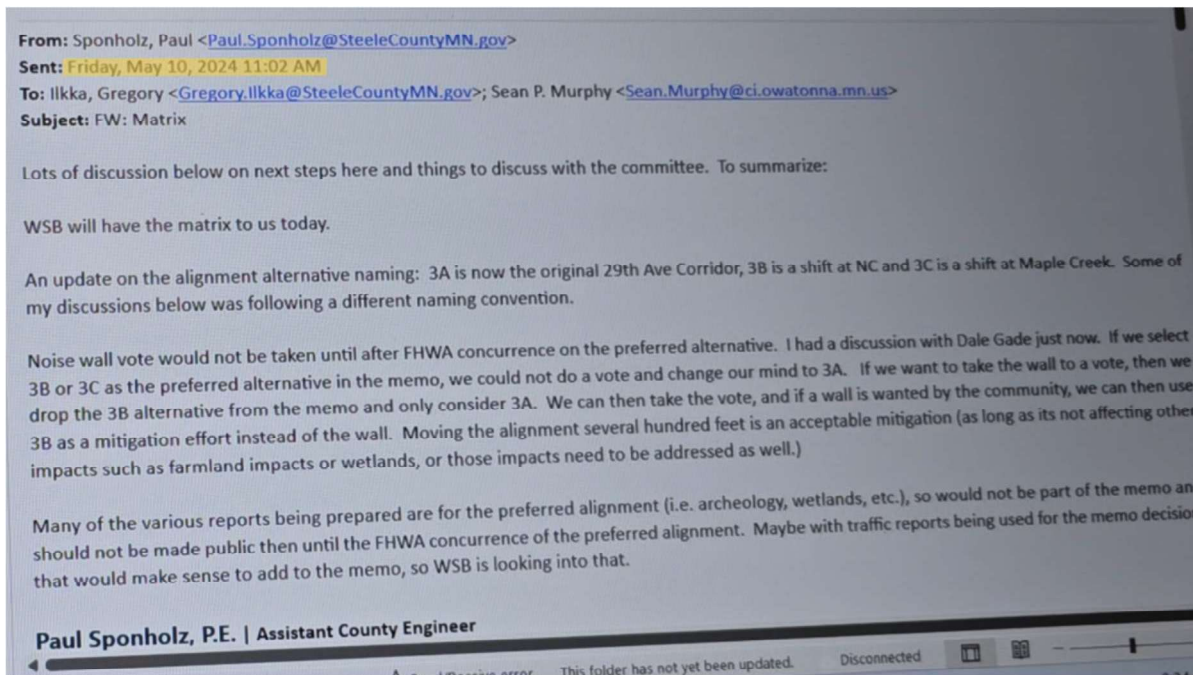 From: Sponholz, Paul <Paul.Sponholz@SteeleCountyMN.gov>
Sent: Friday, May 10, 2024 11:02 AM
To: Ilkka, Gregory <Gregory.Ilkka@SteeleCountyMN.gov>; Sean P. Murphy <Sean.Murphy@ci.owatonna.mn.us>
Subject: FW: Matrix
Lots of discussion below on next steps here and things to discuss with the committee. To summarize:
WSB will have the matrix to us today.
An update on the alignment alternative naming: 3A is now the original 29th Ave Corridor, 3B is a shift at NC and 3C is a shift at Maple Creek. Some of
my discussions below was following a different naming convention.
Noise wall vote would not be taken until after FHWA concurrence on the preferred alternative. I had a discussion with Dale Gade just now. If we select
3B or 3C as the preferred alternative in the memo, we could not do a vote and change our mind to 3A. If we want to take the wall to a vote, then we
drop the 3B alternative from the memo and only consider 3A. We can then take the vote, and if a wall is wanted by the community, we can then use
3B as a mitigation effort instead of the wall. Moving the alignment several hundred feet is an acceptable mitigation (as long as its not affecting other
impacts such as farmland impacts or wetlands, or those impacts need to be addressed as well.)
Many of the various reports being prepared are for the preferred alignment (i.e. archeology, wetlands, etc.), so would not be part of the memo an
should not be made public then until the FHWA concurrence of the preferred alignment. Maybe with traffic reports being used for the memo decisio
that would make sense to add to the memo, so WSB is looking into that.
Paul Sponholz, P.E. | Assistant County Engineer
This folder has not yet been updated. Disconnected